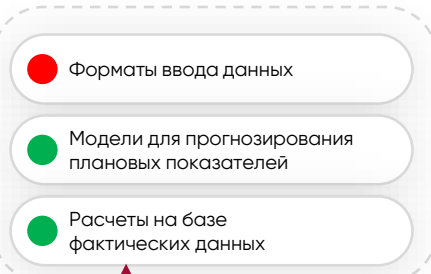 Форматы ввода данных
Модели для прогнозирования
плановых показателей
Расчеты на базе
фактических данных